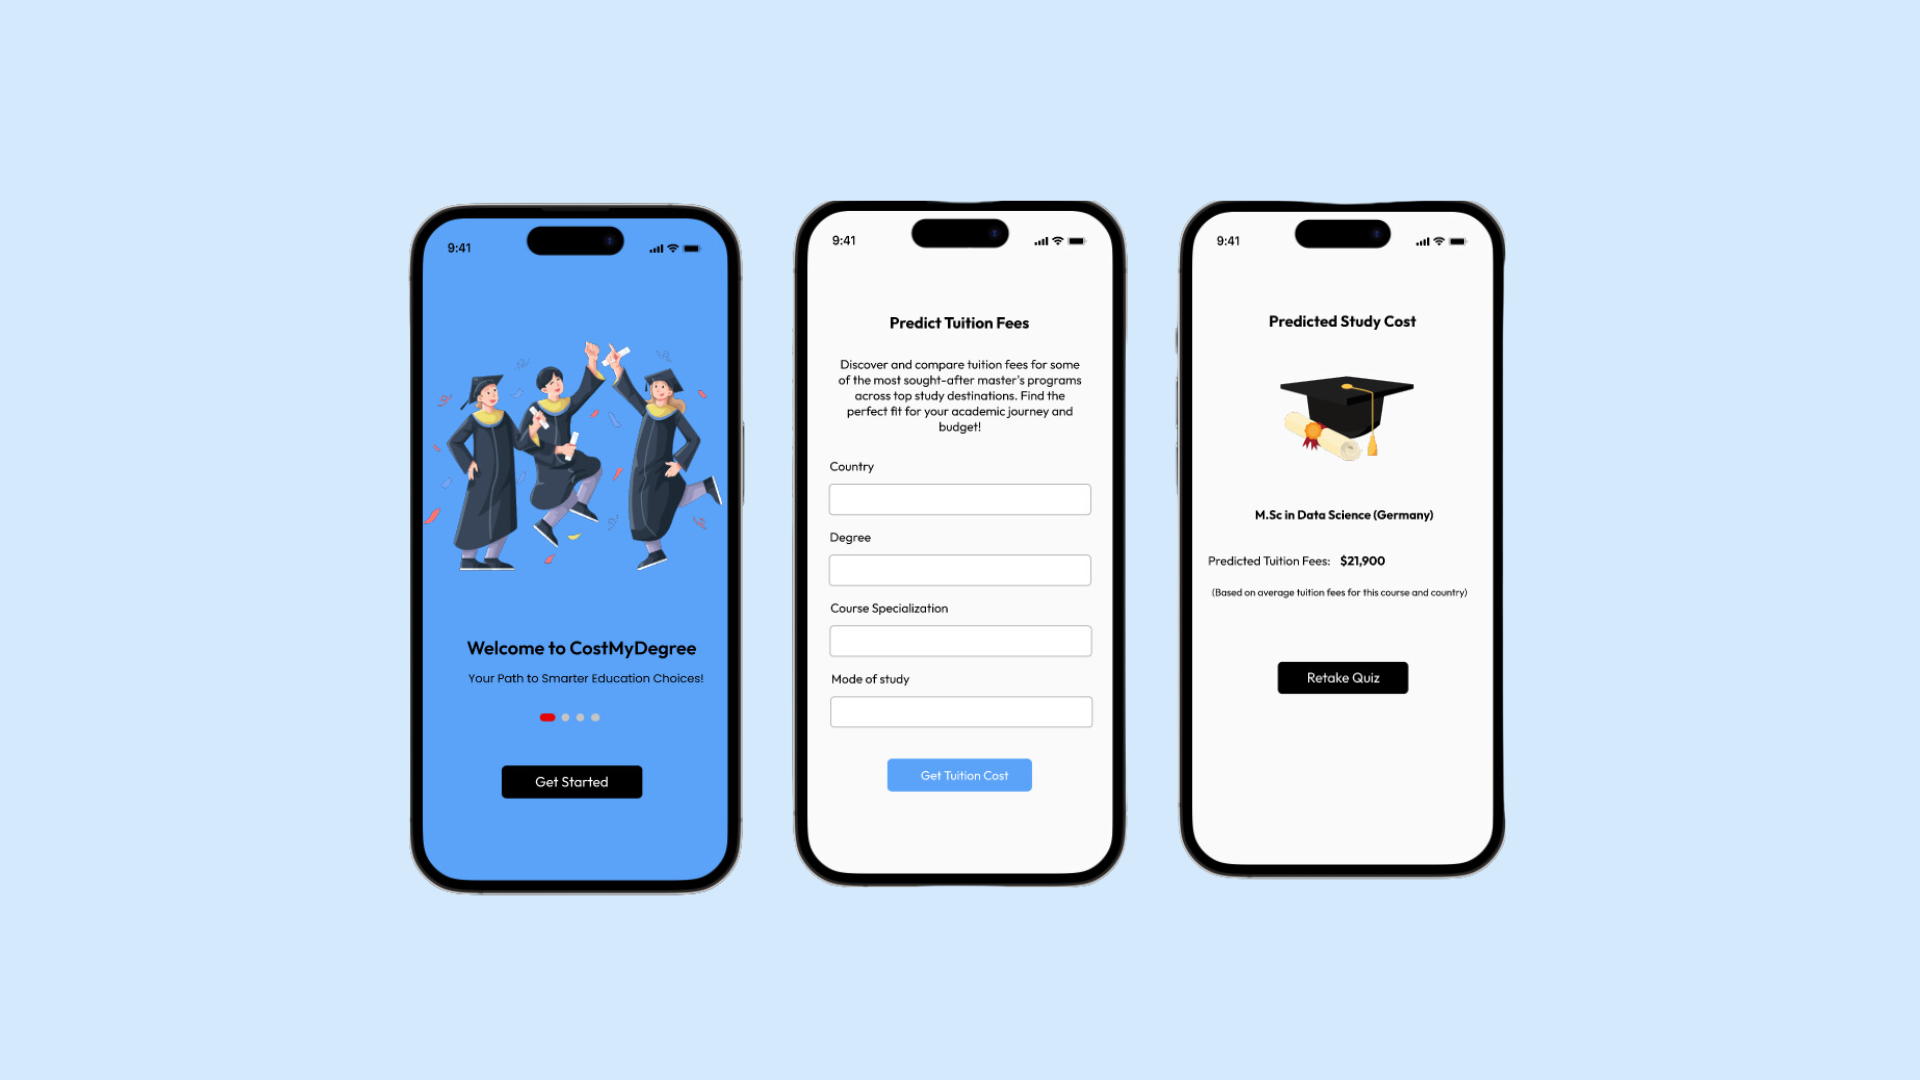 9:41
Welcome to CostMyDegree
Your Path to Smarter Education Choices!
Get Started
9:41
Predict Tuition Fees
Discover and compare tuition fees for some
of the most sought-after master's programs
across top study destinations. Find the
perfect fit for your academic journey and
budget!
Country
Degree
Course Specialization
Mode of study
Get Tuition Cost
9:41
Predicted Study Cost
M.Sc in Data Science (Germany)
Predicted Tuition Fees: $21,900
(Based on average tuition fees for this course and country)
Retake Quiz